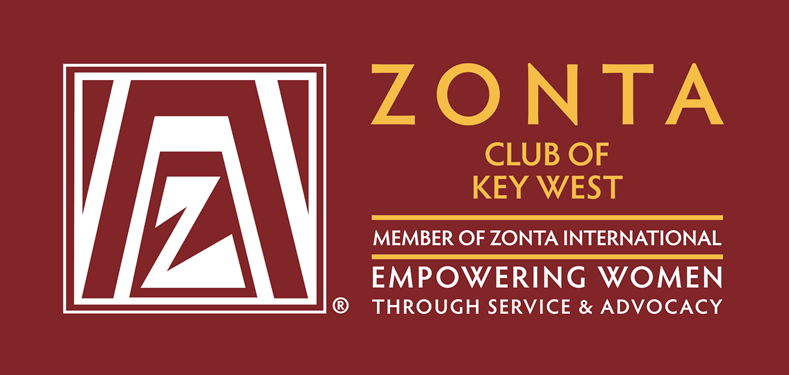 ZONTA
CLUB OF
KEY WEST
MEMBER OF ZONTA INTERNATIONAL
EMPOWERING WOMEN
THROUGH SERVICE & ADVOCACY
Z
®